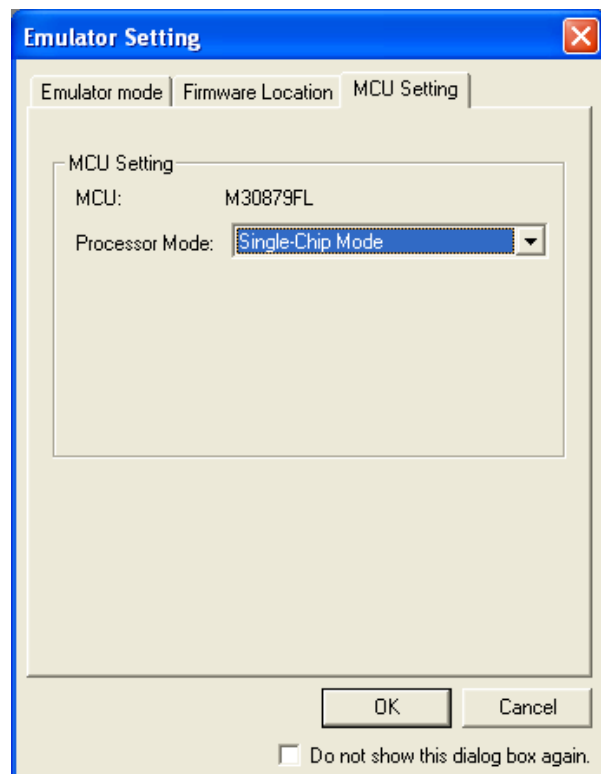 Emulator Setting
Emulator mode Firmware Location MCU Setting
MCU Setting
MCU: M30879FL
Processor Mode: Single-Chip Mode
OK Cancel
Do not show this dialog box again.